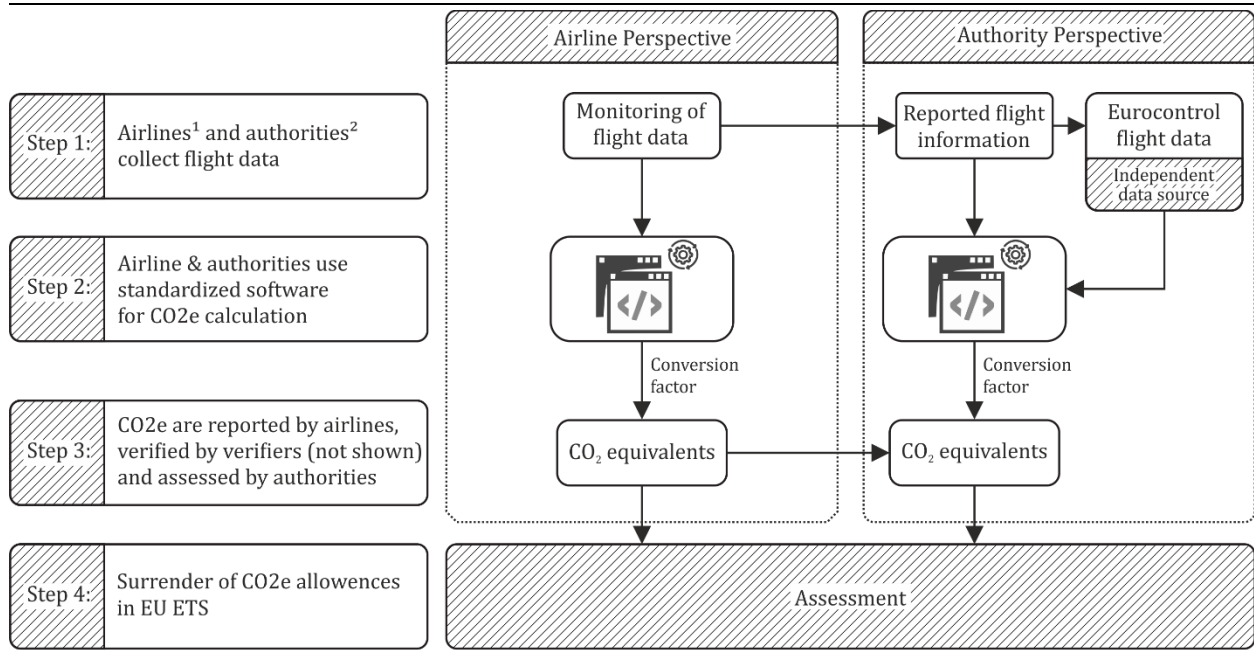 Airline Perspective
Authority Perspective
Step 1:
Airlines¹ and authorities²
collect flight data
Monitoring of
flight data
Reported flight
information
Eurocontrol
flight data
Independent
data source
Step 2:
Airline & authorities use
standardized software
for CO2e calculation
</>
</>
Conversion
factor
Conversion
factor
Step 3:
CO2e are reported by airlines,
verified by verifiers (not shown)
and assessed by authorities
CO₂ equivalents
CO₂ equivalents
Step 4:
Surrender of CO2e allowences
in EU ETS
Assessment